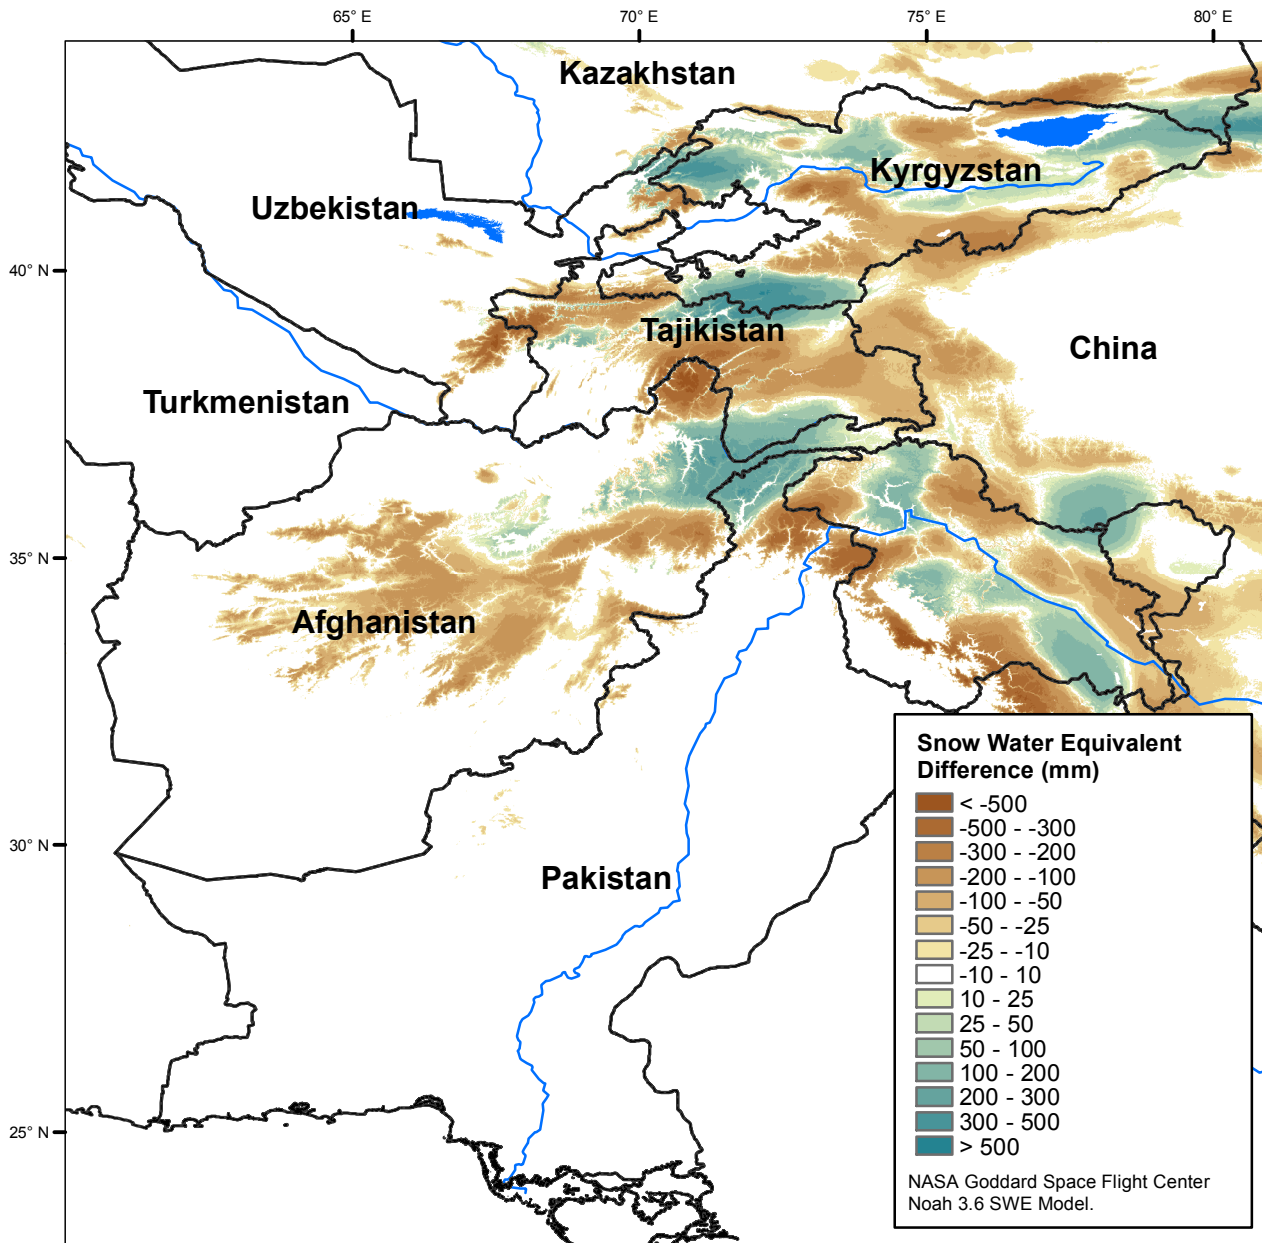 65° E
70° E
75° E
80° E
Kazakhstan
Kyrgyzstan
Uzbekistan
40° N
Tajikistan
China
Turkmenistan
35° N
Afghanistan
30° N
Pakistan
25° N
Snow Water Equivalent
Difference (mm)
< -500
-500 - -300
-300 - -200
-200 - -100
-100 - -50
-50 - -25
-25 - -10
-10 - 10
10 - 25
25 - 50
50 - 100
100 - 200
200 - 300
300 - 500
> 500
NASA Goddard Space Flight Center
Noah 3.6 SWE Model.